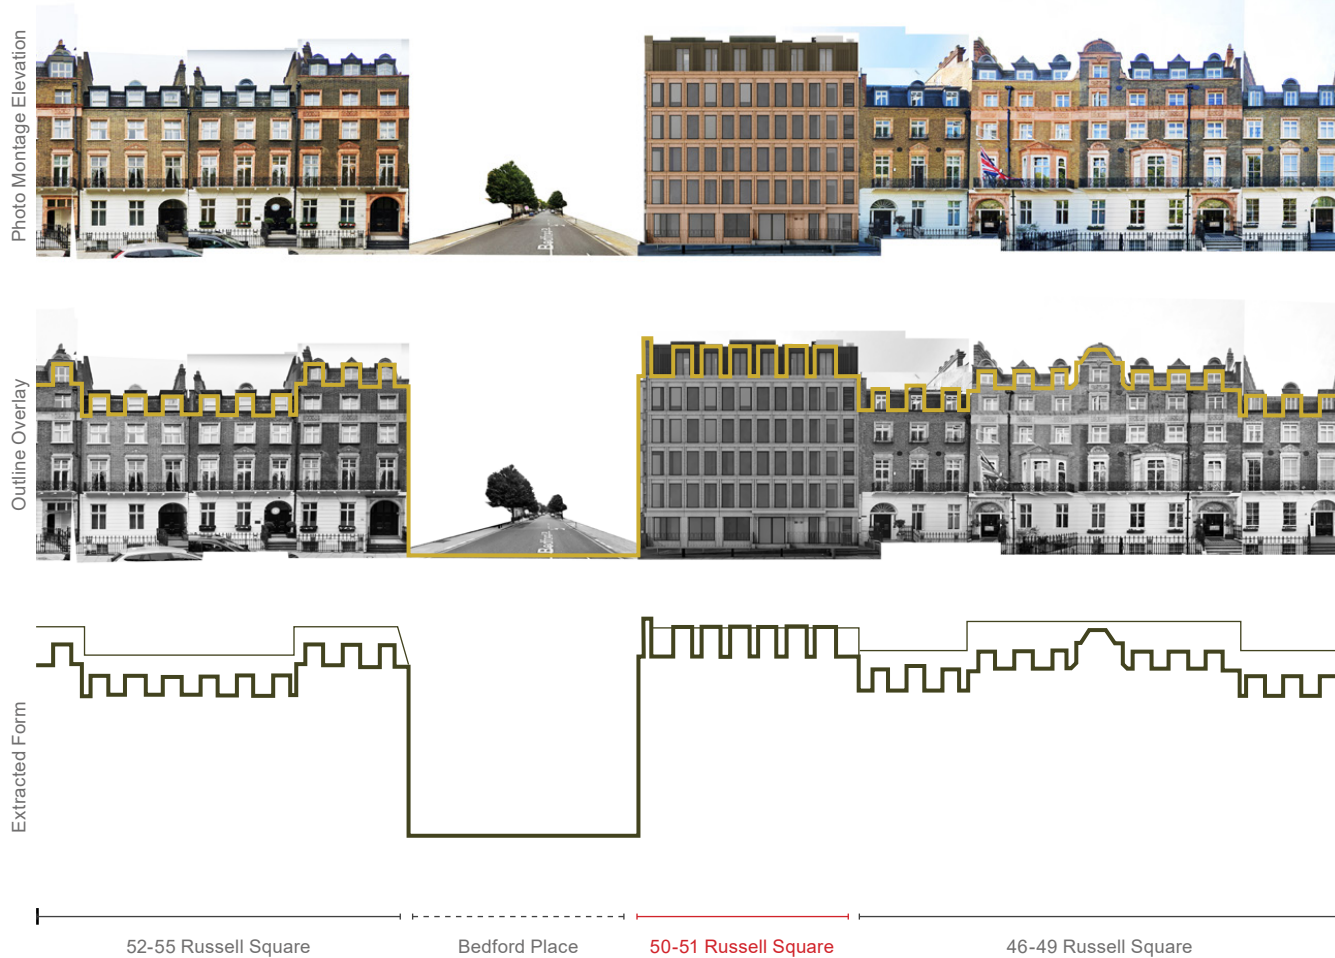 Photo Montage Elevation
Outline Overlay
Extracted Form
52-55 Russell Square
Bedford Place
50-51 Russell Square
46-49 Russell Square